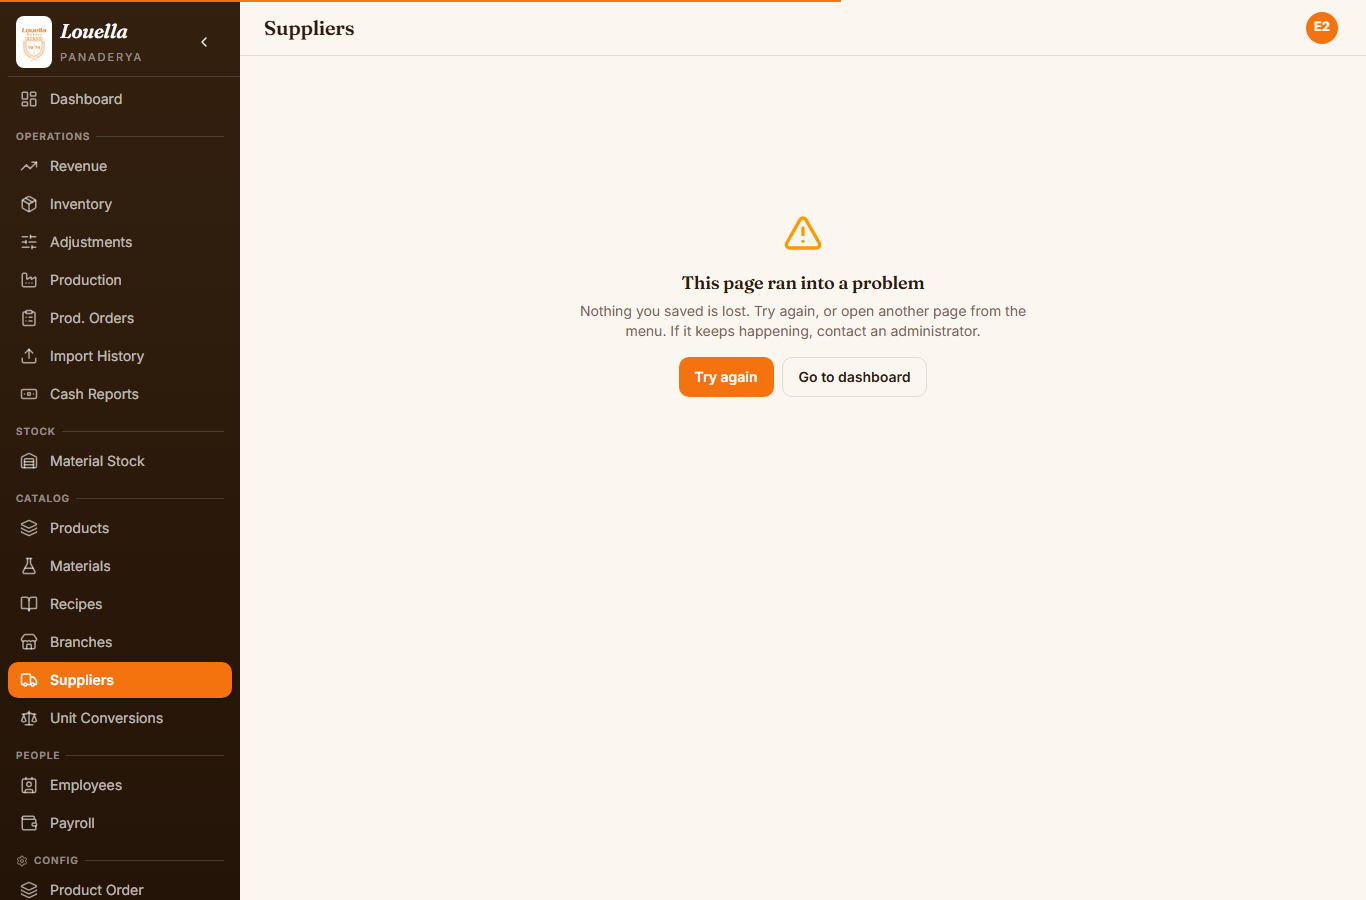 Louella
PANADERYA
Dashboard
OPERATIONS
Revenue
Inventory
Adjustments
Production
Prod. Orders
Import History
Cash Reports
STOCK
Material Stock
CATALOG
Products
Materials
Recipes
Branches
Suppliers
Unit Conversions
PEOPLE
Employees
Payroll
CONFIG
Product Order
Suppliers
E2
This page ran into a problem
Nothing you saved is lost. Try again, or open another page from the
menu. If it keeps happening, contact an administrator.
Try again
Go to dashboard